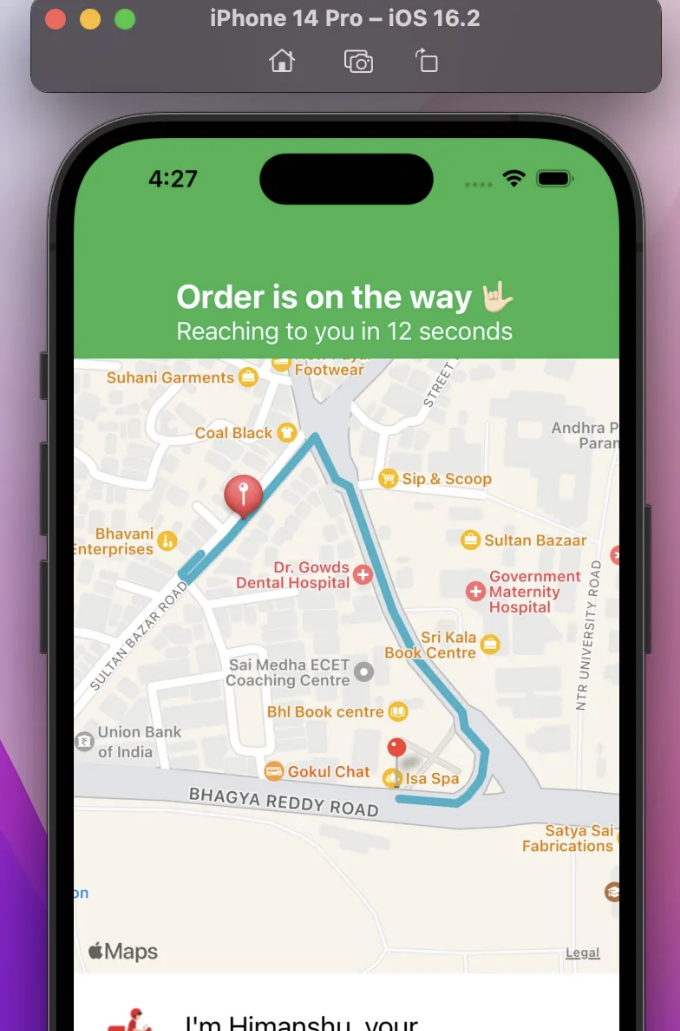 iPhone 14 Pro – iOS 16.2
4:27
Order is on the way 🤟🏻
Reaching to you in 12 seconds
Suhani Garments
Footwear
STREET
Coal Black
Andhra P
Param
Sip & Scoop
Bhavani
Enterprises
Sultan Bazaar
Dr. Gowds
Dental Hospital
Government
Maternity
Hospital
SULTAN BAZAR ROAD
NTR UNIVERSITY ROAD
Sri Kala
Book Centre
Sai Medha ECET
Coaching Centre
Bhl Book centre
Union Bank
of India
Gokul Chat
Isa Spa
BHAGYA REDDY ROAD
Satya Sai
Fabrications
on
Maps
Legal
I'm Himanshu, your